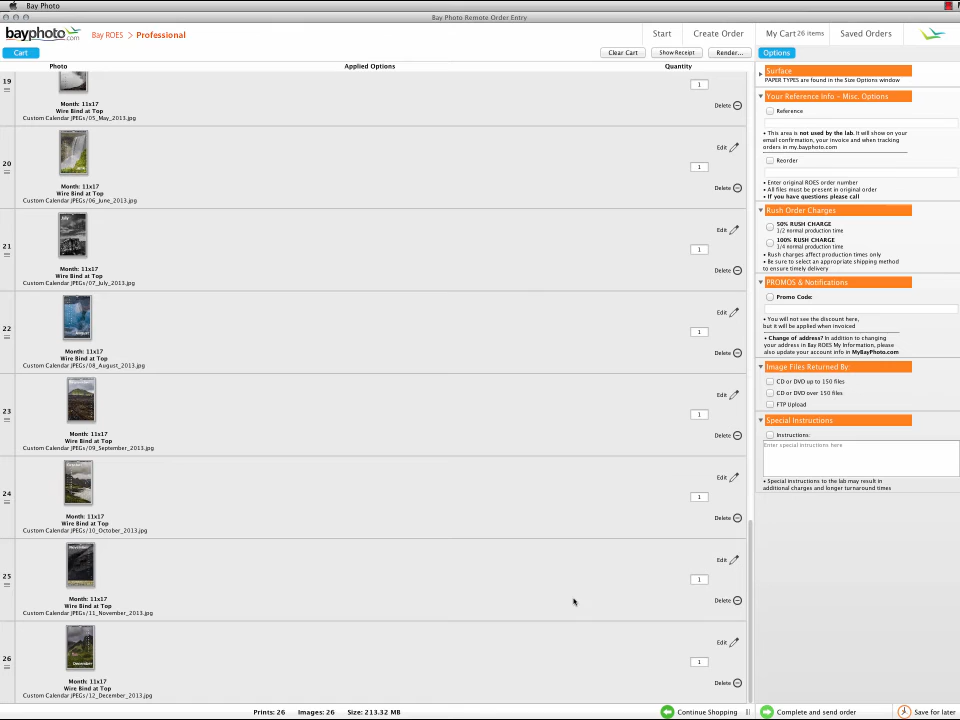 Bay Photo
Bay Photo Remote Order Entry
bayphoto.com
Bay ROES > Professional
Start
Create Order
My Cart 26 items
Saved Orders
Cart
Clear Cart
Show Receipt
Render...
Options
Photo
Applied Options
Quantity
19
1
Month: 11x17
Wire Bind at Top
Custom Calendar JPEGs/05_May_2013.jpg
Delete
20
Edit
1
Month: 11x17
Wire Bind at Top
Custom Calendar JPEGs/06_June_2013.jpg
Delete
21
July
Edit
1
Month: 11x17
Wire Bind at Top
Custom Calendar JPEGs/07_July_2013.jpg
Delete
22
August
Edit
1
Month: 11x17
Wire Bind at Top
Custom Calendar JPEGs/08_August_2013.jpg
Delete
23
Edit
1
Month: 11x17
Wire Bind at Top
Custom Calendar JPEGs/09_September_2013.jpg
Delete
24
Edit
1
Month: 11x17
Wire Bind at Top
Custom Calendar JPEGs/10_October_2013.jpg
Delete
25
November
Edit
1
Month: 11x17
Wire Bind at Top
Custom Calendar JPEGs/11_November_2013.jpg
Delete
26
December
Edit
1
Month: 11x17
Wire Bind at Top
Custom Calendar JPEGs/12_December_2013.jpg
Delete
Surface
PAPER TYPES are found in the Size Options window
Your Reference Info - Misc. Options
Reference
• This area is not used by the lab. It will show on your
email confirmation, your invoice and when tracking
orders in my.bayphoto.com
Reorder
• Enter original ROES order number
• All files must be present in original order
• If you have questions please call
Rush Order Charges
50% RUSH CHARGE
1/2 normal production time
100% RUSH CHARGE
1/4 normal production time
• Rush charges affect production times only
• Be sure to select an appropriate shipping method
to ensure timely delivery
PROMOS & Notifications
Promo Code:
• You will not see the discount here,
but it will be applied when invoiced
• Change of address? In addition to changing
your address in Bay ROES My Information, please
also update your account info in MyBayPhoto.com
Image Files Returned By:
CD or DVD up to 150 files
CD or DVD over 150 files
FTP Upload
Special Instructions
Instructions:
Enter special instructions here
• Special instructions to the lab may result in
additional charges and longer turnaround times
Prints: 26
Images: 26
Size: 213.32 MB
Continue Shopping
Complete and send order
Save for later